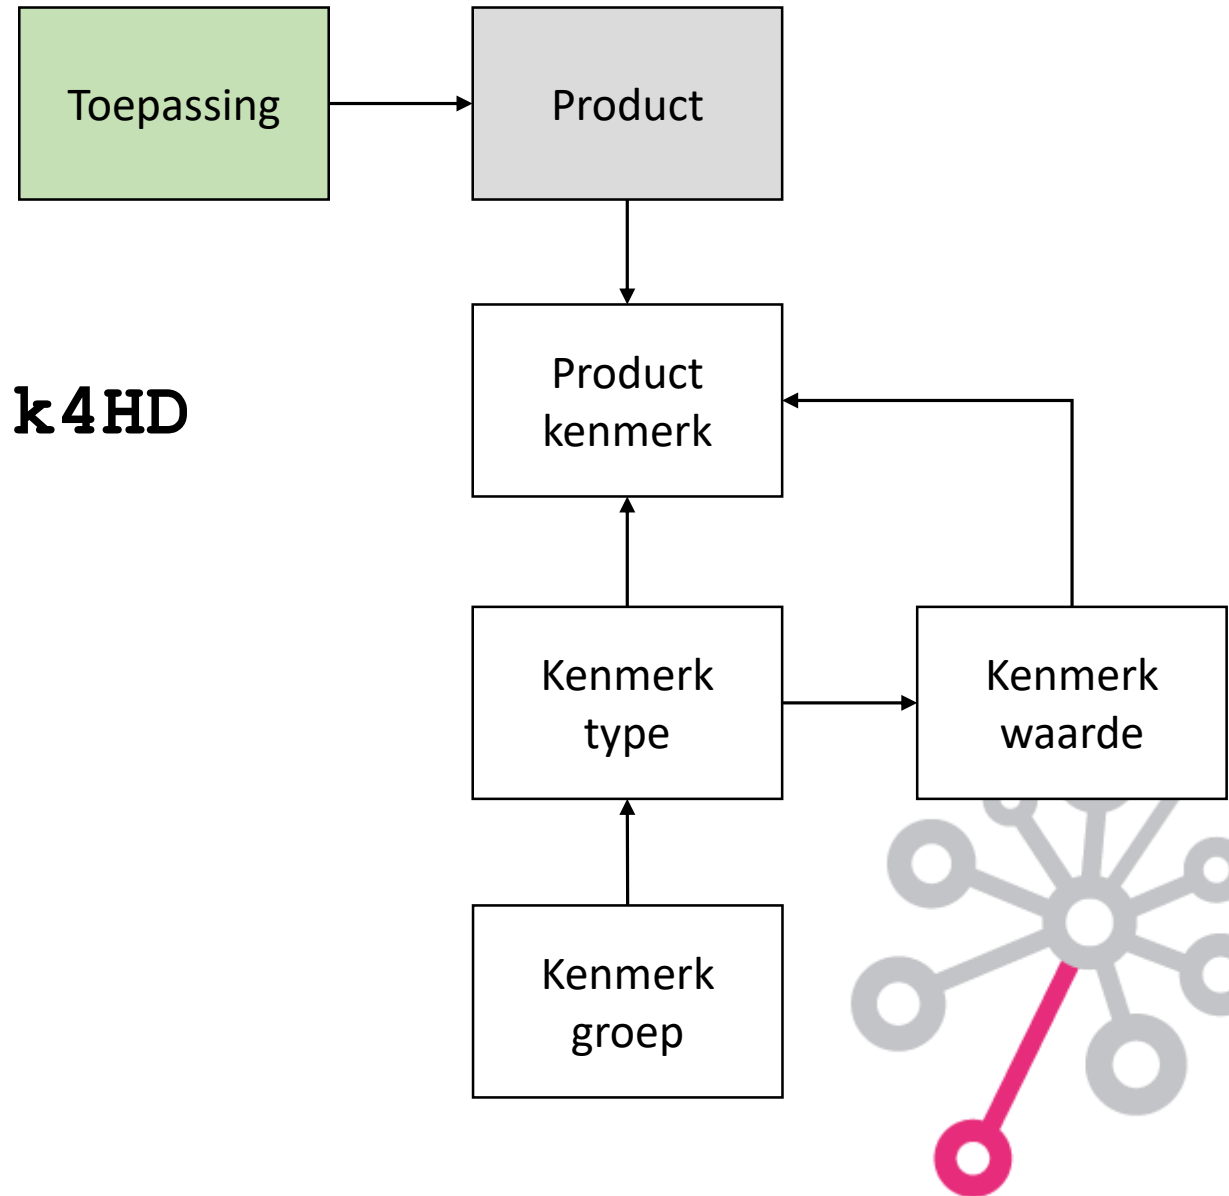 Toepassing
Product
Product
kenmerk
k4HD
Kenmerk
type
Kenmerk
waarde
Kenmerk
groep